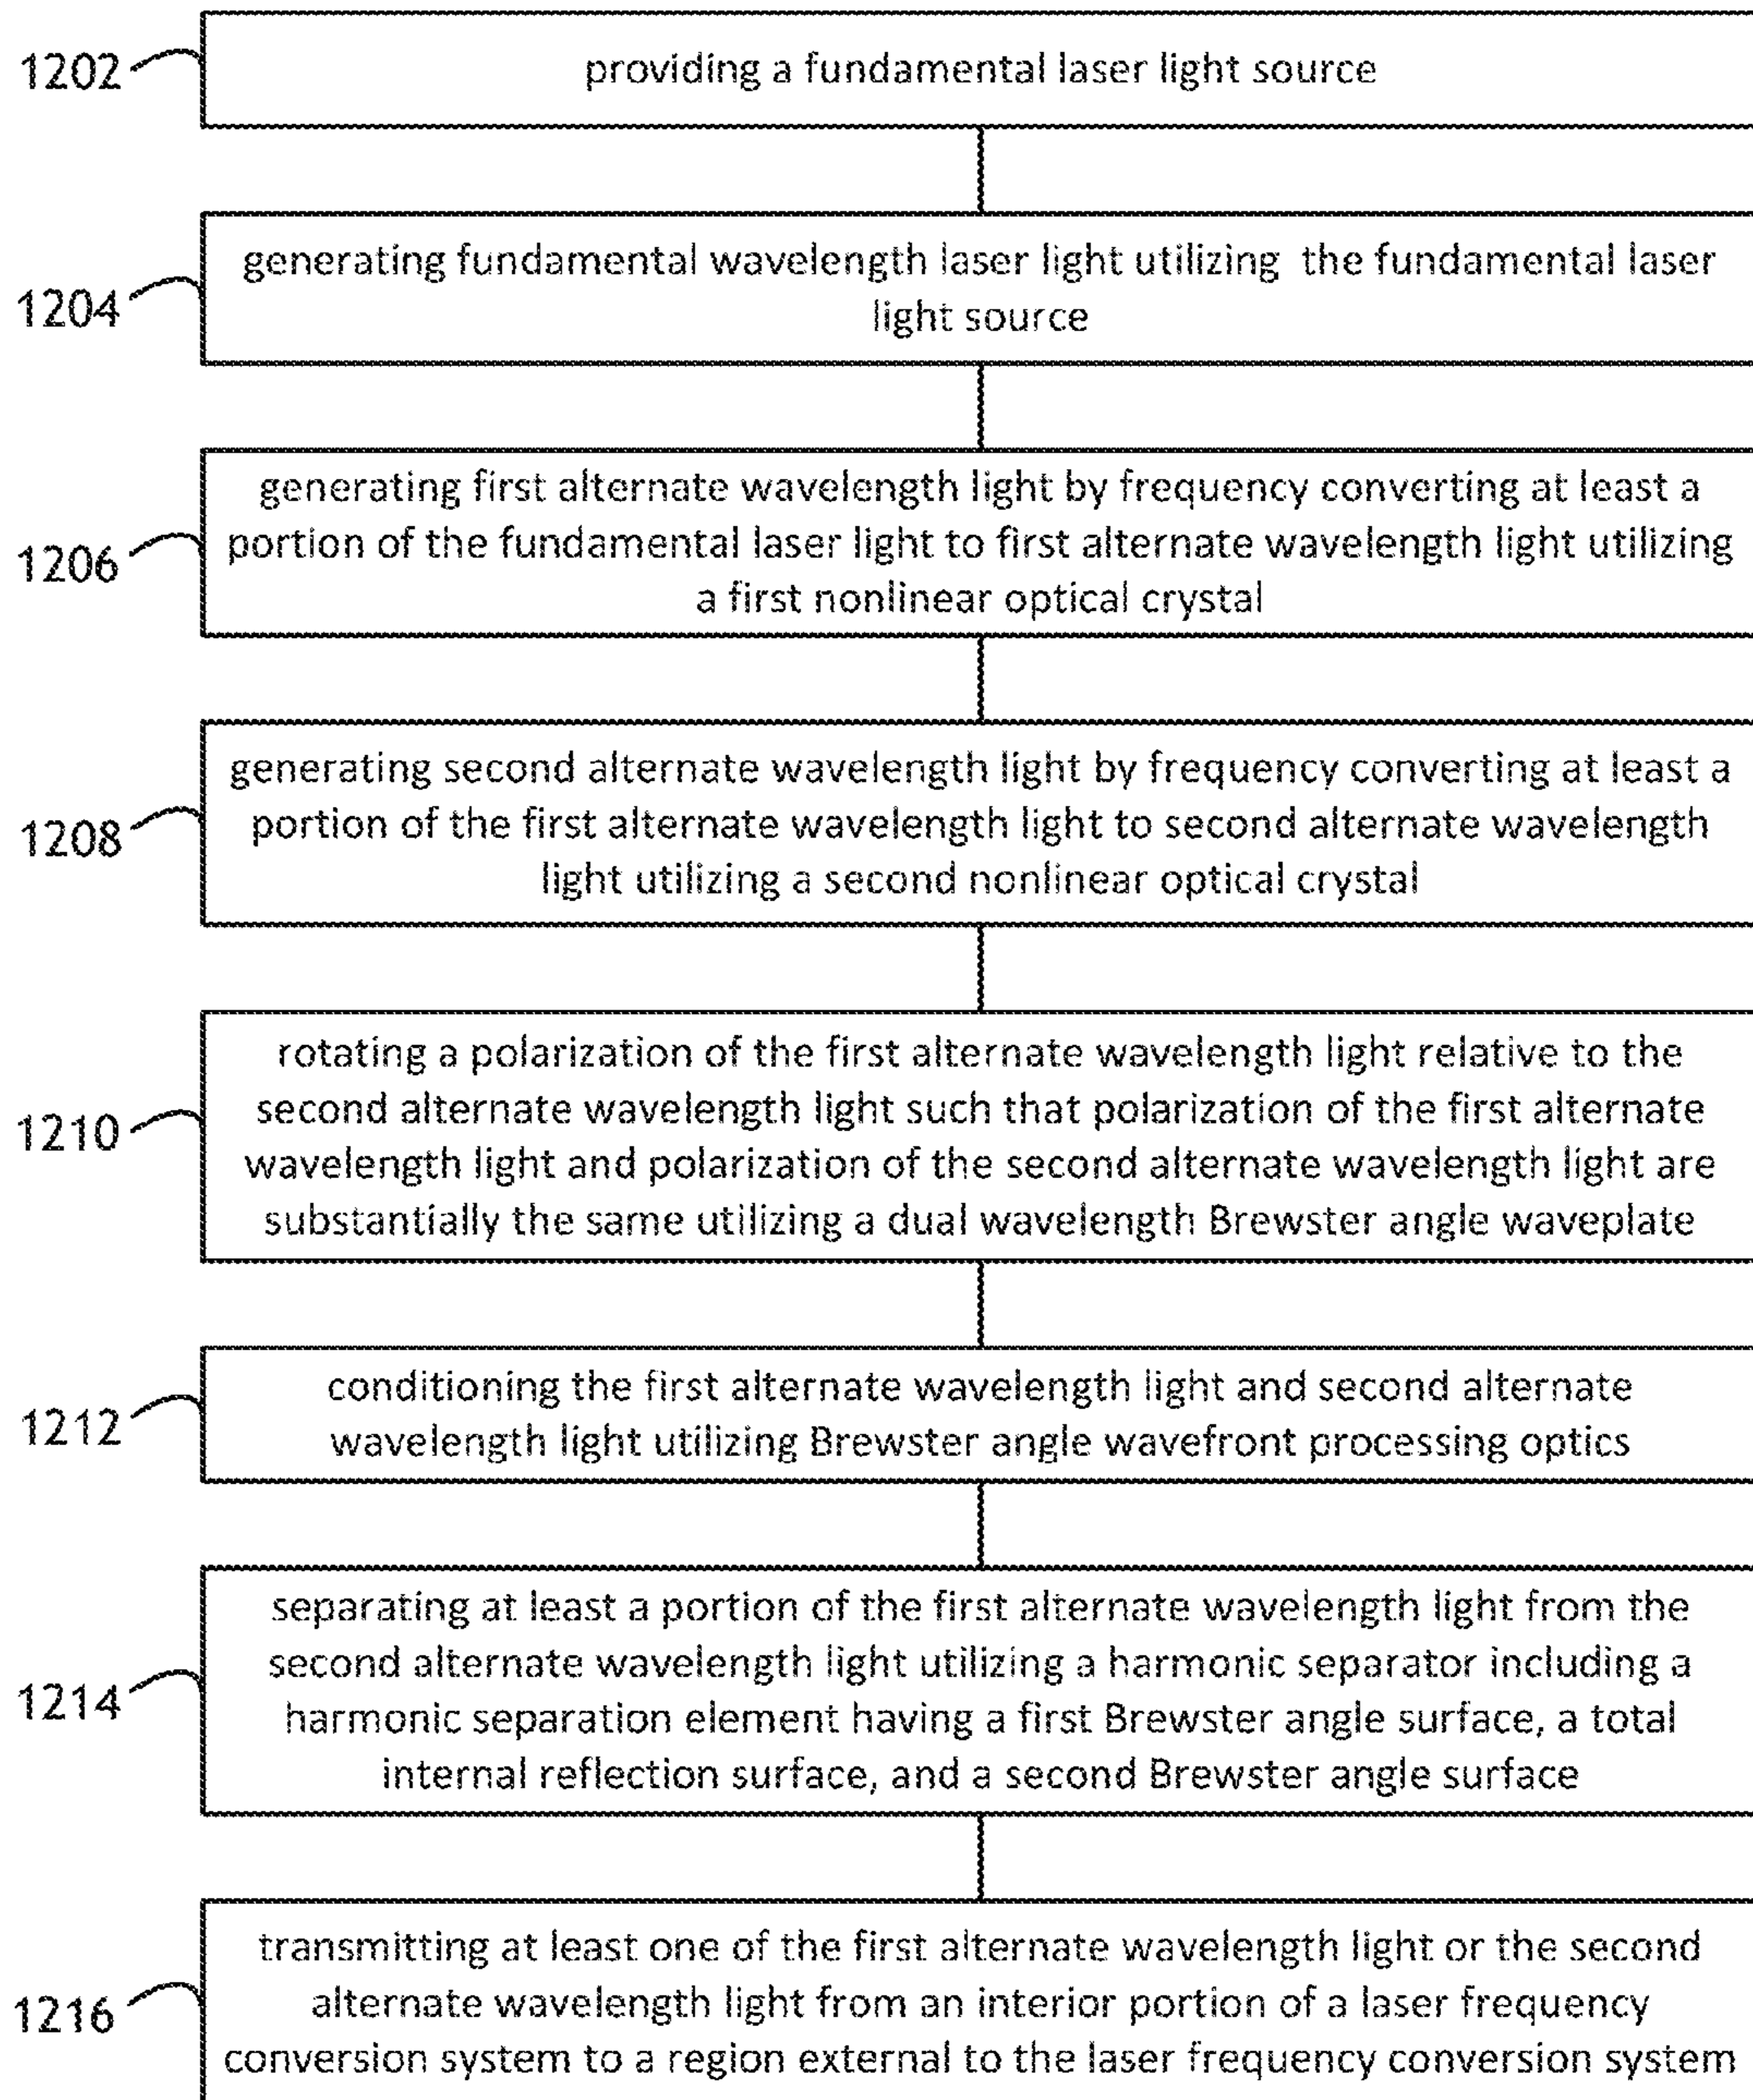 1202
providing a fundamental laser light source
1204
generating fundamental wavelength laser light utilizing the fundamental laser
light source
1206
generating first alternate wavelength light by frequency converting at least a
portion of the fundamental laser light to first alternate wavelength light utilizing
a first nonlinear optical crystal
1208
generating second alternate wavelength light by frequency converting at least a
portion of the first alternate wavelength light to second alternate wavelength
light utilizing a second nonlinear optical crystal
1210
rotating a polarization of the first alternate wavelength light relative to the
second alternate wavelength light such that polarization of the first alternate
wavelength light and polarization of the second alternate wavelength light are
substantially the same utilizing a dual wavelength Brewster angle waveplate
1212
conditioning the first alternate wavelength light and second alternate
wavelength light utilizing Brewster angle wavefront processing optics
1214
separating at least a portion of the first alternate wavelength light from the
second alternate wavelength light utilizing a harmonic separator including a
harmonic separation element having a first Brewster angle surface, a total
internal reflection surface, and a second Brewster angle surface
1216
transmitting at least one of the first alternate wavelength light or the second
alternate wavelength light from an interior portion of a laser frequency
conversion system to a region external to the laser frequency conversion system